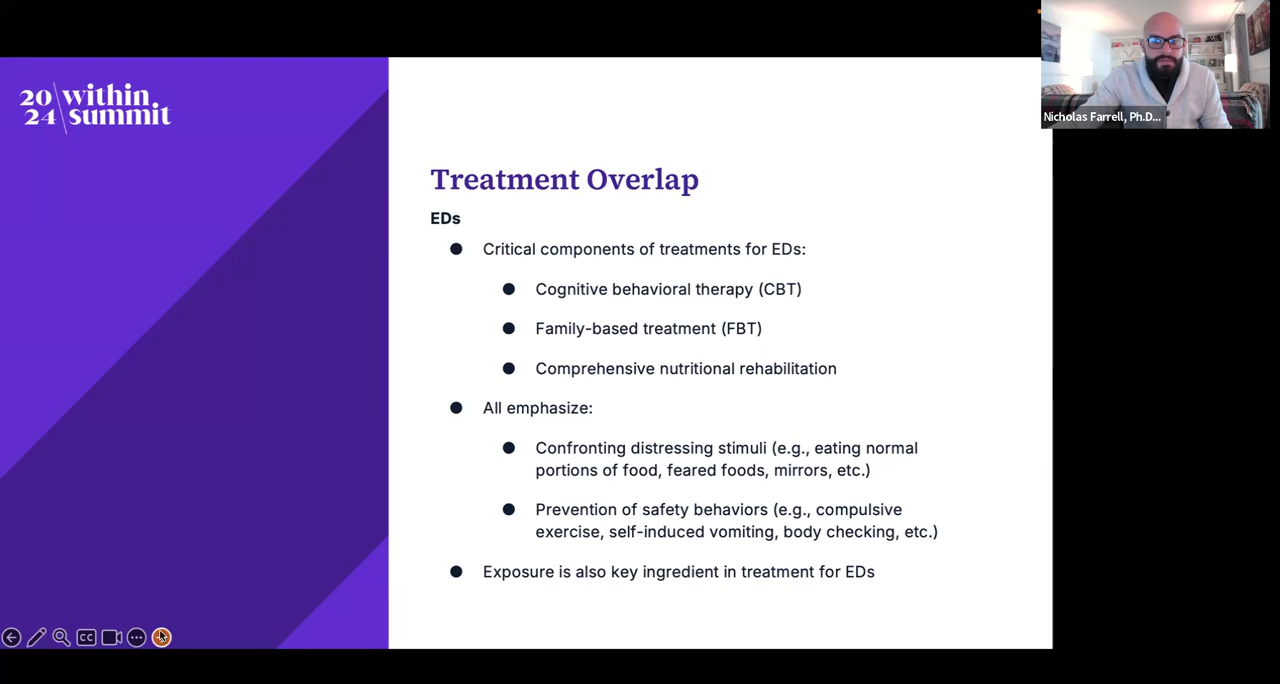 20 within
24 summit
Nicholas Farrell, Ph.D...
Treatment Overlap
EDs
Critical components of treatments for EDs:
Cognitive behavioral therapy (CBT)
Family-based treatment (FBT)
Comprehensive nutritional rehabilitation
All emphasize:
Confronting distressing stimuli (e.g., eating normal
portions of food, feared foods, mirrors, etc.)
Prevention of safety behaviors (e.g., compulsive
exercise, self-induced vomiting, body checking, etc.)
Exposure is also key ingredient in treatment for EDs
CC